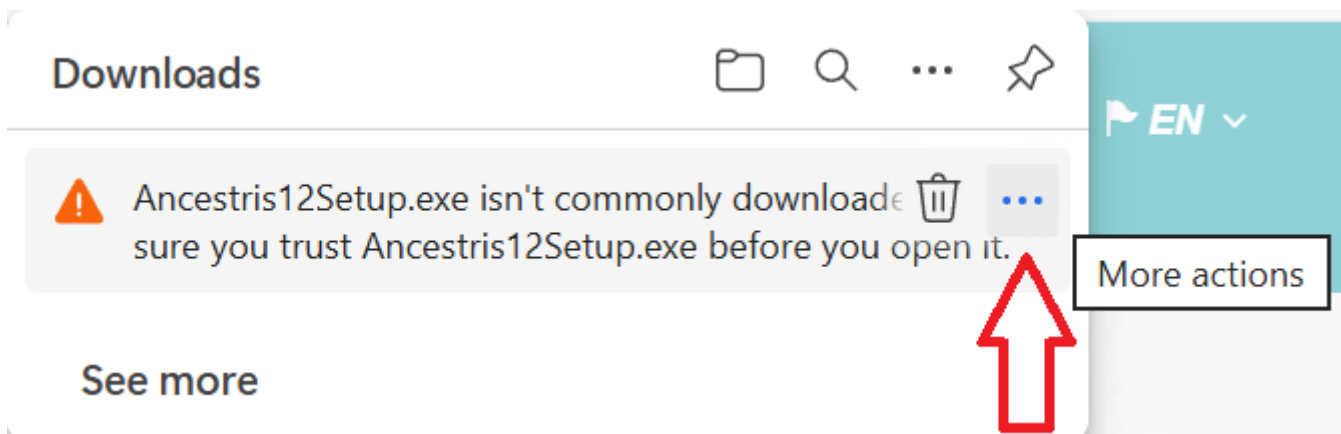 Downloads
EN
Ancestris12Setup.exe isn't commonly download
sure you trust Ancestris12Setup.exe before you open it.
More actions
See more